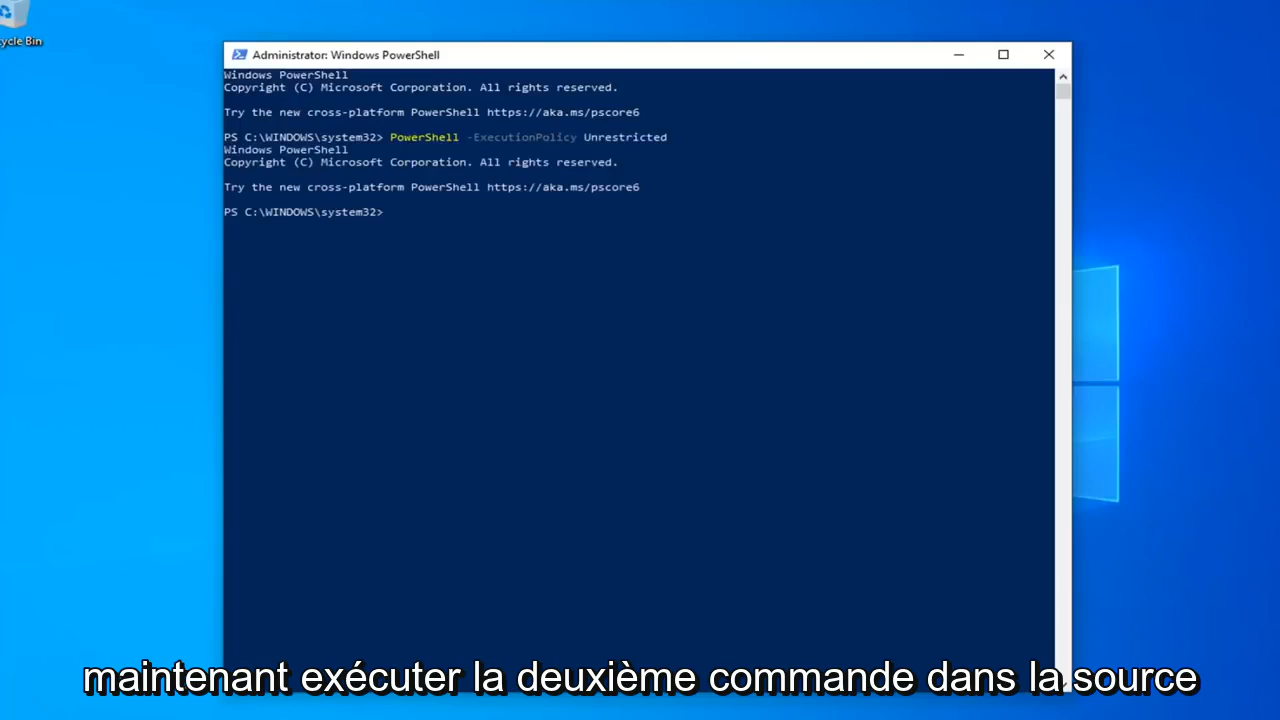 cycle Bin
Administrator: Windows PowerShell
Windows PowerShell
Copyright (C) Microsoft Corporation. All rights reserved.
Try the new cross-platform PowerShell https://aka.ms/pscore6
PS C:\WINDOWS\system32> PowerShell -ExecutionPolicy Unrestricted
Windows PowerShell
Copyright (C) Microsoft Corporation. All rights reserved.
Try the new cross-platform PowerShell https://aka.ms/pscore6
PS C:\WINDOWS\system32>
maintenant exécuter la deuxième commande dans la source